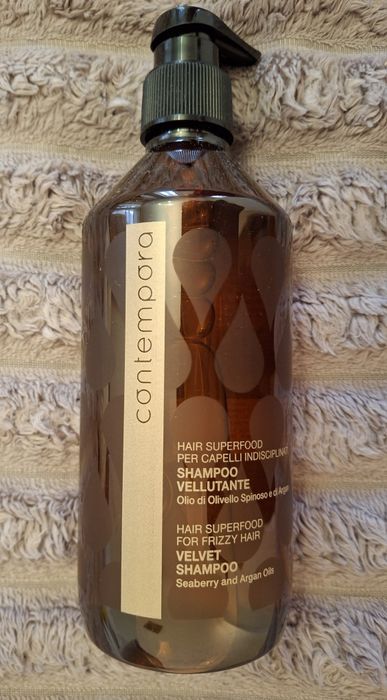 contempora
HAIR SUPERFOOD
PER CAPELLI INDISCIPLINATI
SHAMPOO
VELLUTANTE
Olio di Olivello Spinoso e di Argan
HAIR SUPERFOOD
FOR FRIZZY HAIR
VELVET
SHAMPOO
Seaberry and Argan Oils